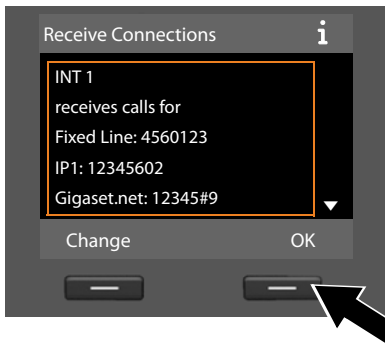 Receive Connections i
INT 1
receives calls for
Fixed Line: 4560123
IP1: 12345602
Gigaset.net: 12345#9
Change OK